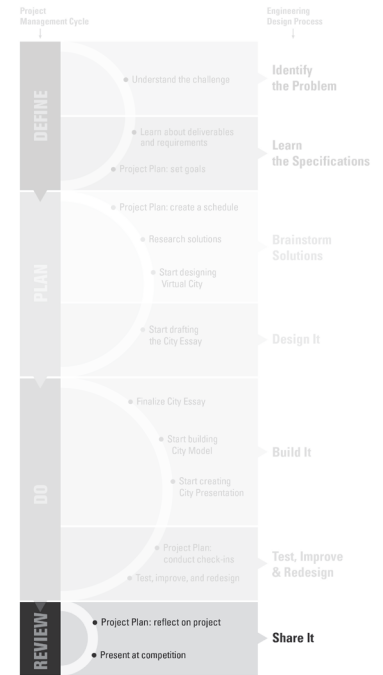 Project
Management Cycle
Engineering
Design Process
DEFINE
Understand the challenge
Identify
the Problem
Learn about deliverables
and requirements
Project Plan: set goals
Learn
the Specifications
PLAN
Project Plan: create a schedule
Research solutions
Start designing
Virtual City
Brainstorm
Solutions
Start drafting
the City Essay
Design It
DO
Finalize City Essay
Start building
City Model
Start creating
City Presentation
Build It
Project Plan:
conduct check-ins
Test, improve, and redesign
Test, Improve
& Redesign
REVIEW
Project Plan: reflect on project
Present at competition
Share It